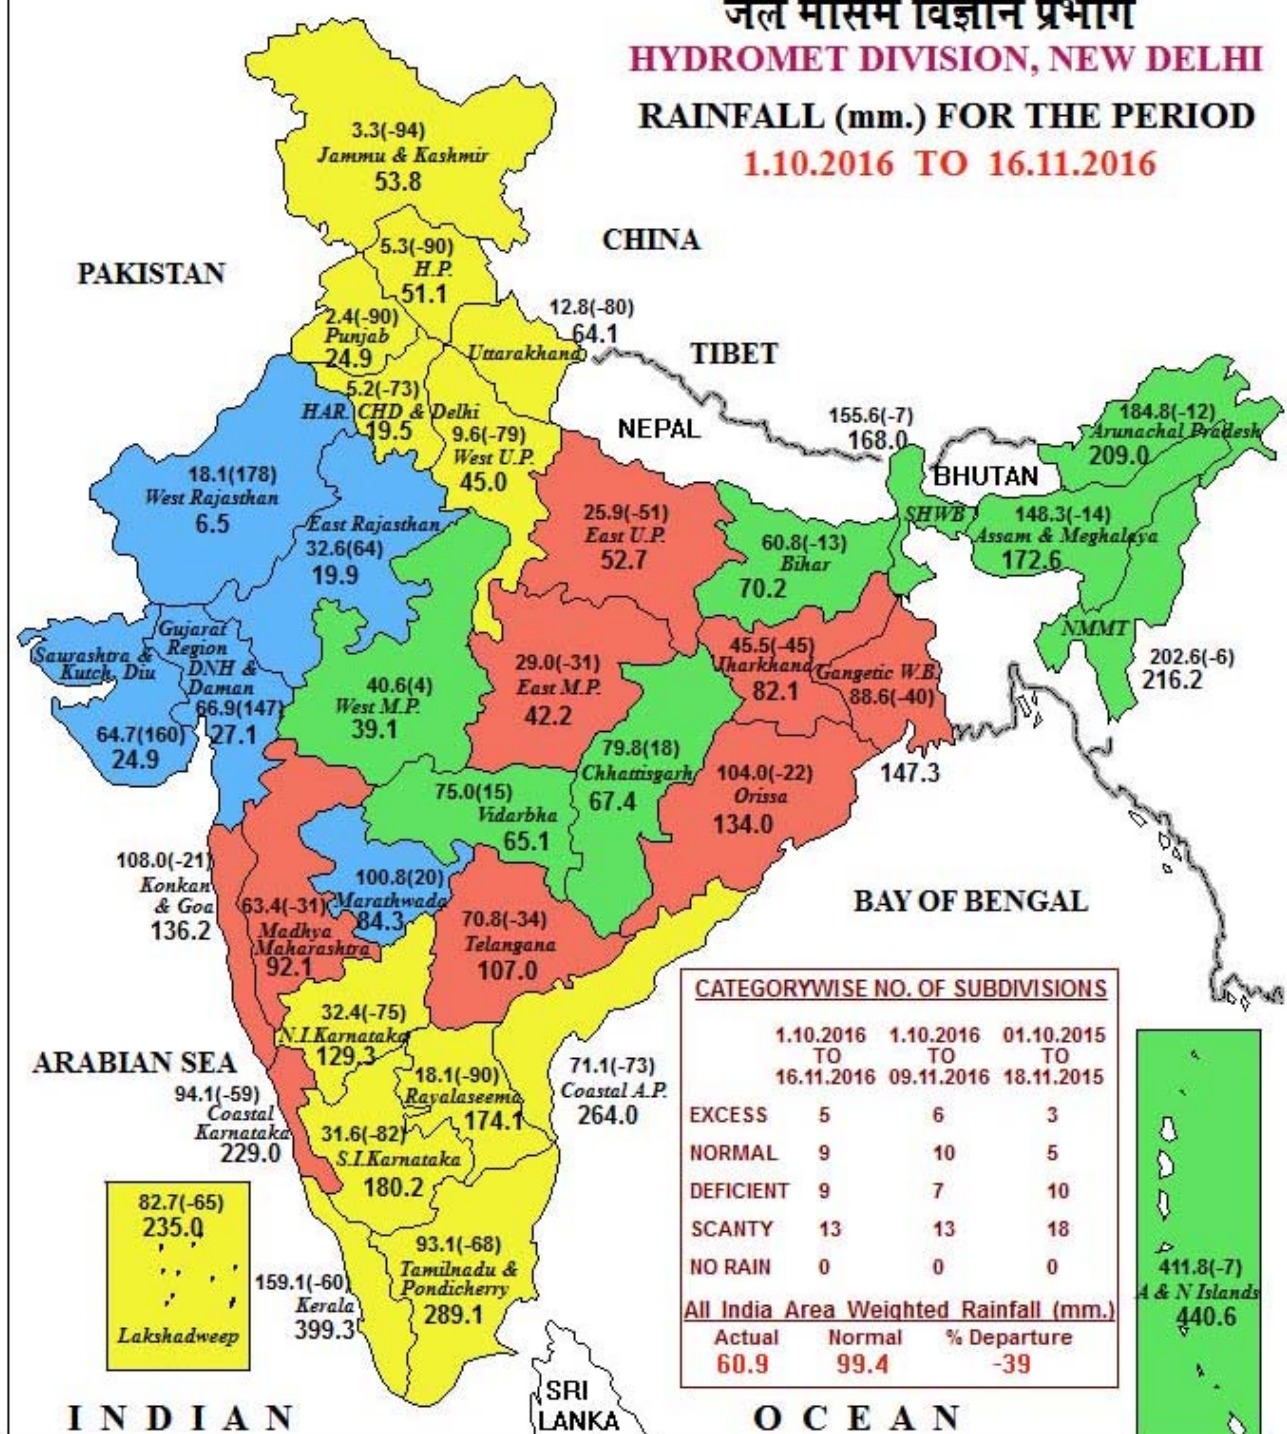 जल मौसम विज्ञान प्रभाग
HYDROMET DIVISION, NEW DELHI
RAINFALL (mm.) FOR THE PERIOD
1.10.2016 TO 16.11.2016
3.3(-94)
Jammu & Kashmir
53.8
CHINA
PAKISTAN
5.3(-90)
H.P.
51.1
2.4(-90)
Punjab
24.9
12.8(-80)
64.1
Uttarakhand
TIBET
5.2(-73)
HAR. CHD & Delhi
19.5
9.6(-79)
West U.P.
45.0
NEPAL
155.6(-7)
168.0
SHWB
BHUTAN
184.8(-12)
Arunachal Pradesh
209.0
18.1(178)
West Rajasthan
6.5
East Rajasthan
32.6(64)
19.9
25.9(-51)
East U.P.
52.7
60.8(-13)
Bihar
70.2
148.3(-14)
Assam & Meghalaya
172.6
NMMT
202.6(-6)
216.2
Saurashtra &
Kutch, Diu
64.7(160)
24.9
Gujarat
Region
DNH &
Daman
66.9(147)
27.1
40.6(4)
West M.P.
39.1
29.0(-31)
East M.P.
42.2
45.5(-45)
Jharkhand
82.1
Gangetic W.B.
88.6(-40)
147.3
79.8(18)
Chhattisgarh
67.4
104.0(-22)
Orissa
134.0
75.0(15)
Vidarbha
65.1
108.0(-21)
Konkan
& Goa
136.2
63.4(-31)
Madhya
Maharashtra
92.1
100.8(20)
Marathwada
84.3
70.8(-34)
Telangana
107.0
BAY OF BENGAL
32.4(-75)
N.I.Karnataka
129.3
ARABIAN SEA
94.1(-59)
Coastal
Karnataka
229.0
18.1(-90)
Rayalaseema
174.1
71.1(-73)
Coastal A.P.
264.0
31.6(-82)
S.I.Karnataka
180.2
82.7(-65)
235.0
Lakshadweep
159.1(-60)
Kerala
399.3
93.1(-68)
Tamilnadu &
Pondicherry
289.1
CATEGORYWISE NO. OF SUBDIVISIONS
1.10.2016 1.10.2016 01.10.2015
TO TO TO
16.11.2016 09.11.2016 18.11.2015
EXCESS 5 6 3
NORMAL 9 10 5
DEFICIENT 9 7 10
SCANTY 13 13 18
NO RAIN 0 0 0
All India Area Weighted Rainfall (mm.)
Actual Normal % Departure
60.9 99.4 -39
411.8(-7)
A & N Islands
440.6
SRI
LANKA
INDIAN OCEAN